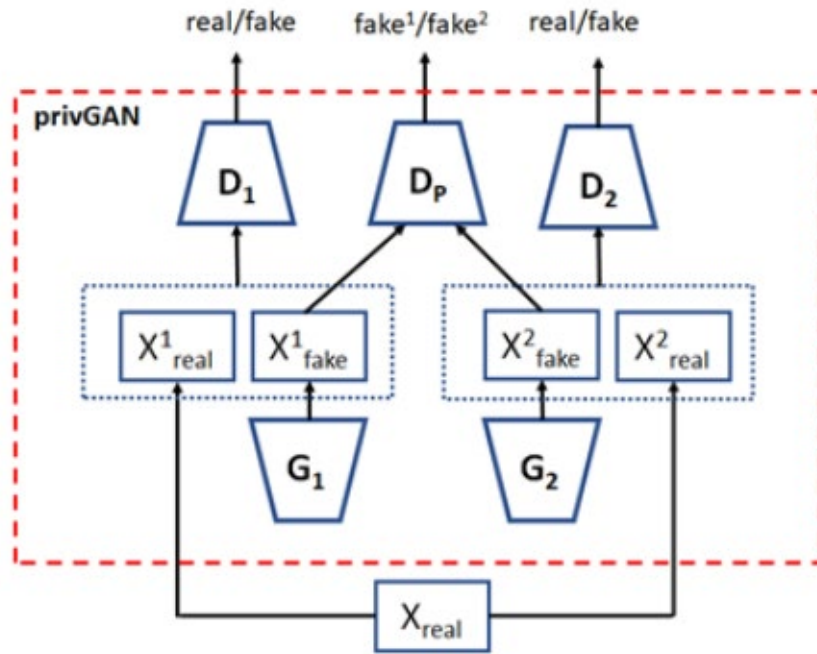 real/fake fake¹/fake² real/fake
privGAN
D₁ Dₚ D₂
X¹real X¹fake X²fake X²real
G₁ G₂
Xreal